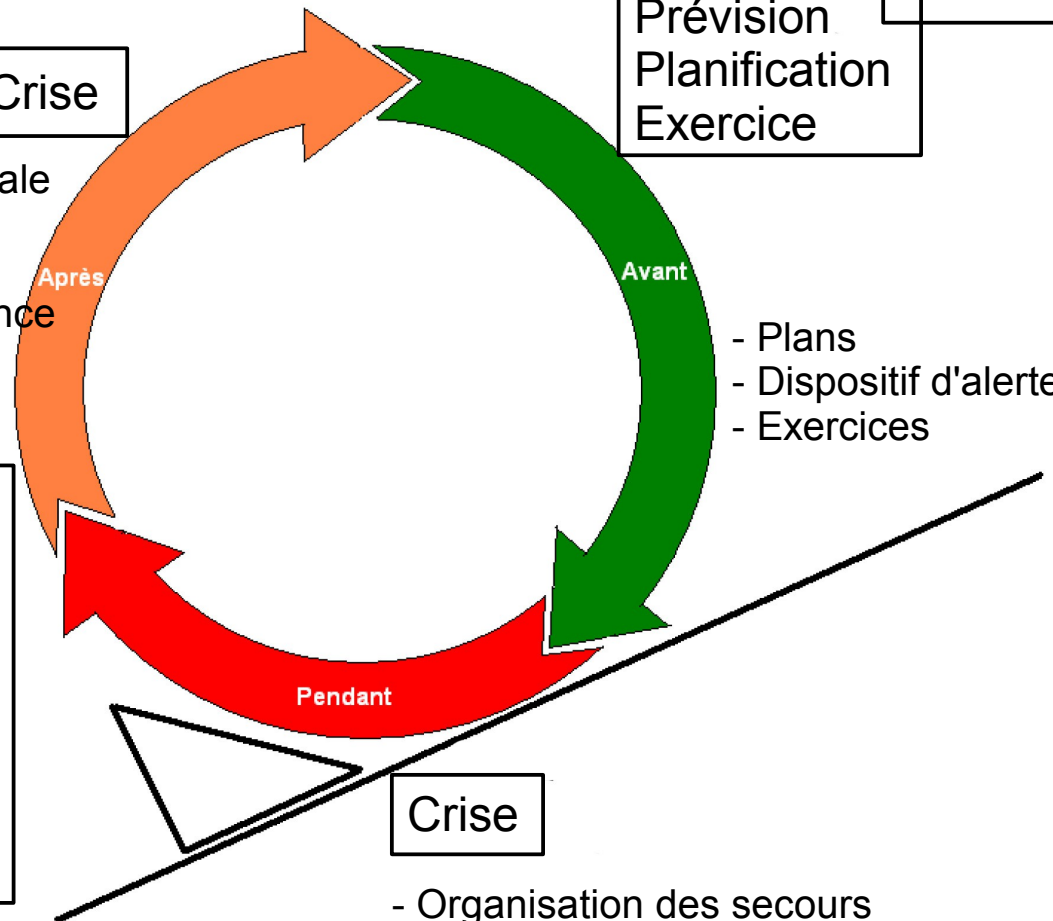 Prévision
Planification
Exercice
Crise
ale
Après
nce
Avant
- Plans
- Dispositif d'alerte
- Exercices
Pendant
Crise
- Organisation des secours